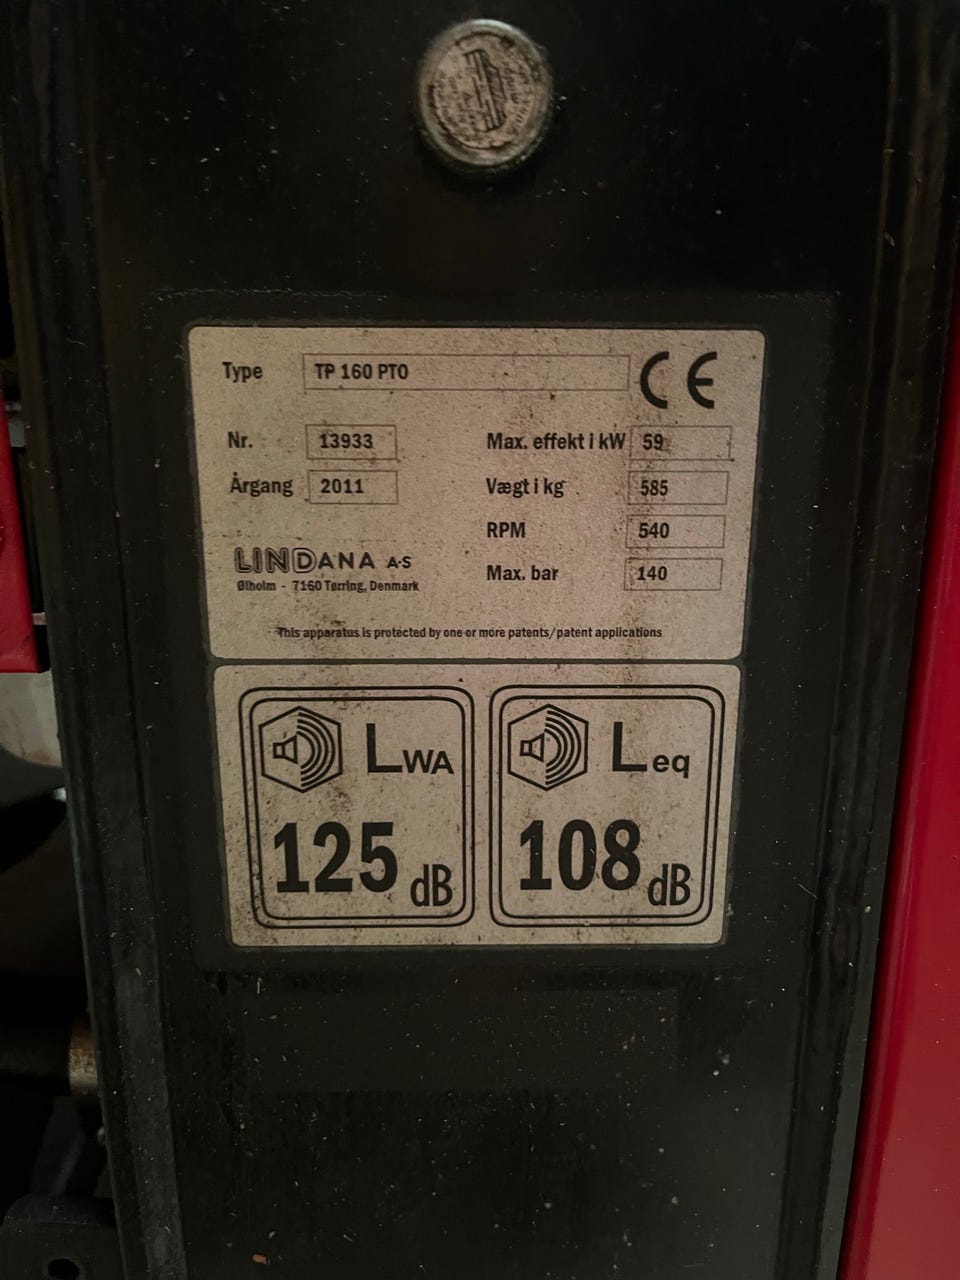 Type TP 160 PTO CE
Nr. 13933 Max. effekt i kW 59
Årgang 2011 Vægt i kg 585
RPM 540
LINDANA A·S
Ølholm - 7160 Tørring, Denmark
Max. bar 140
This apparatus is protected by one or more patents/patent applications
LWA Leq
125 dB 108 dB